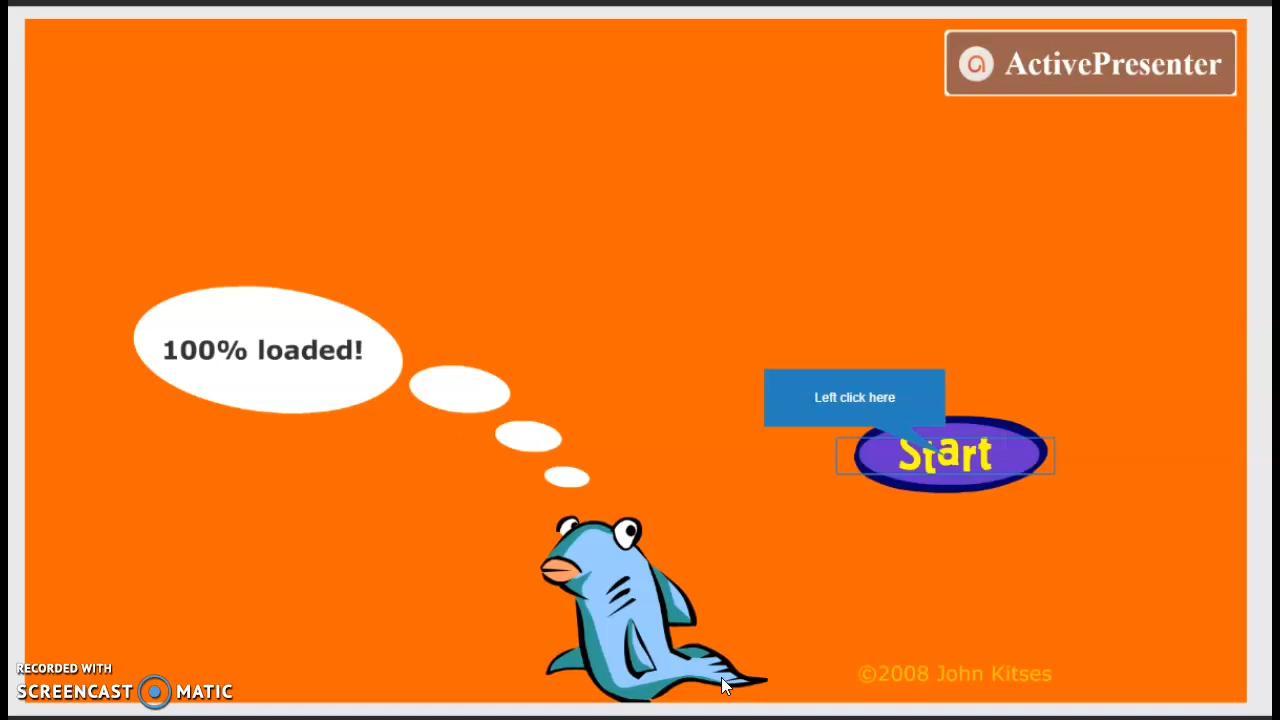 ActivePresenter
100% loaded!
Left click here
Start
©2008 John Kitses
RECORDED WITH
SCREENCAST MATIC